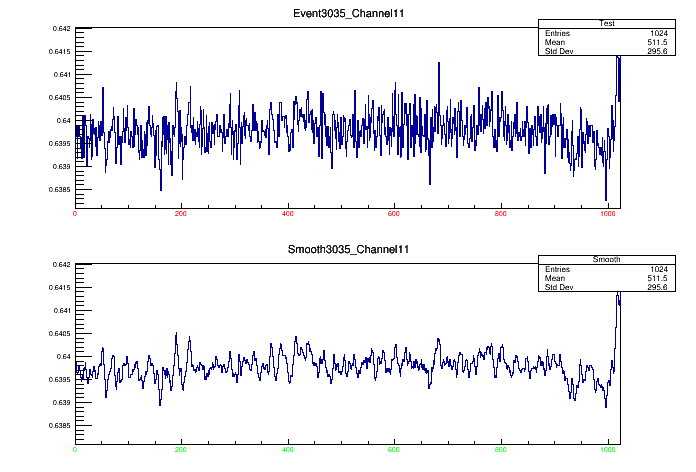 Event3035_Channel11
Test
Entries 1024
Mean 511.5
Std Dev 295.6
0.642
0.6415
0.641
0.6405
0.64
0.6395
0.639
0.6385
0 200 400 600 800 1000
Smooth3035_Channel11
Smooth
Entries 1024
Mean 511.5
Std Dev 295.6
0.642
0.6415
0.641
0.6405
0.64
0.6395
0.639
0.6385
0 200 400 600 800 1000